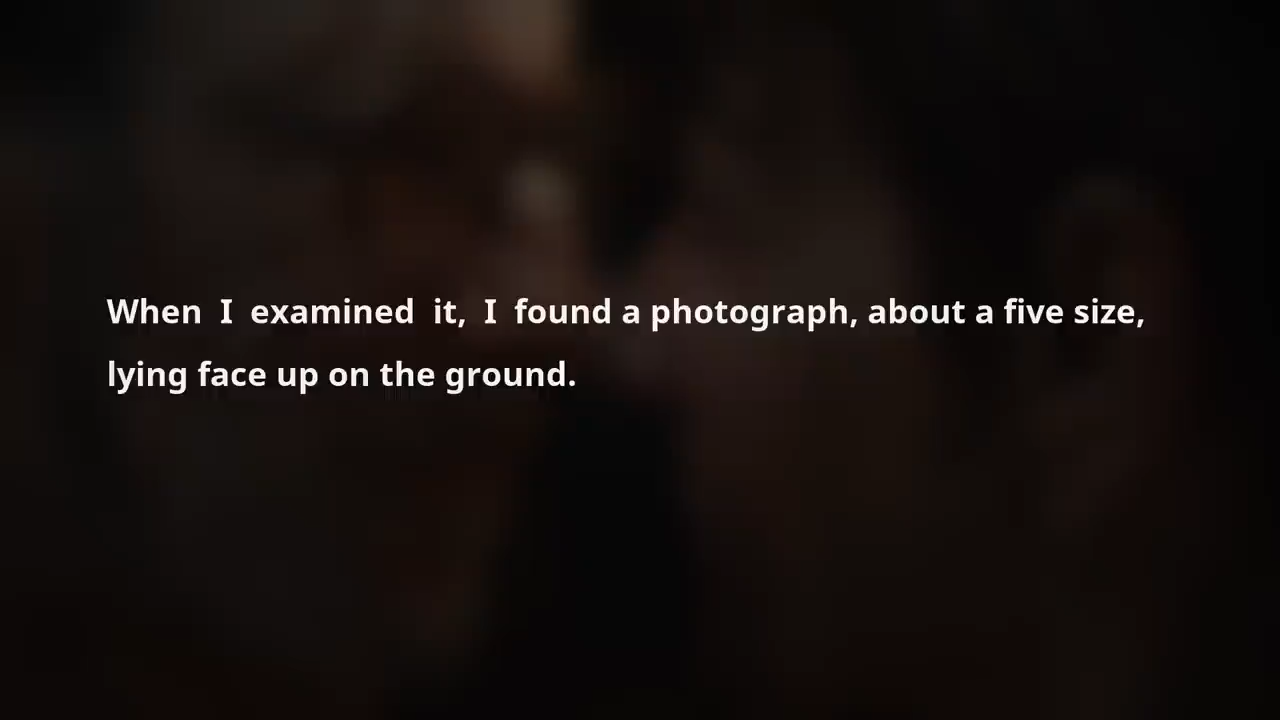 When I examined it, I found a photograph, about a five size,
lying face up on the ground.